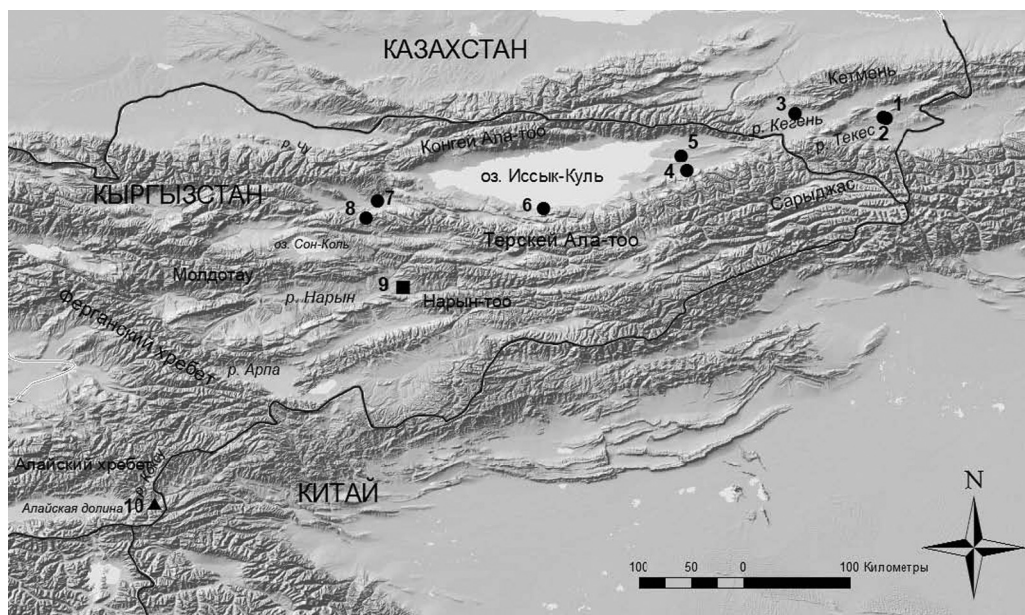 КАЗАХСТАН
Кетмень
1
3
р. Кегень
2
р. Текес
р. Чу
Конгей Ала-тоо
5
оз. Иссык-Куль
4
КЫРГЫЗСТАН
7
Сарыджас
6
8
оз. Сон-Коль
Терскей Ала-тоо
Молдотау
9
р. Нарын
Нарын-тоо
Ферганский хребет
р. Арпа
Алайский хребет
КИТАЙ
N
Алайская долина
10
100 50 0 100 Километры